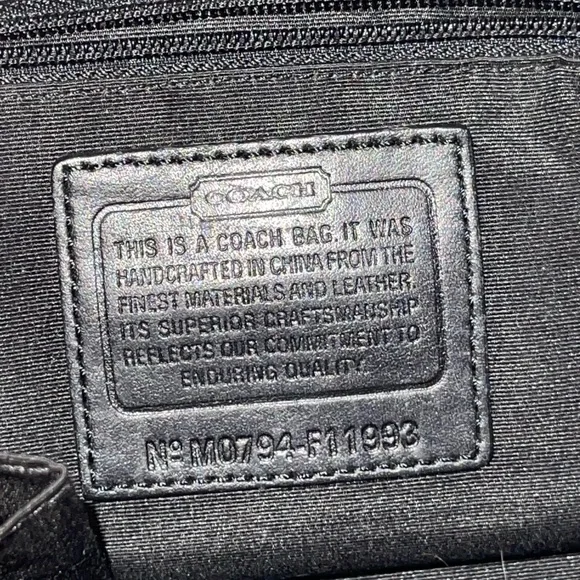 COACH
THIS IS A COACH BAG. IT WAS
HANDCRAFTED IN CHINA FROM THE
FINEST MATERIALS AND LEATHER.
ITS SUPERIOR CRAFTSMANSHIP
REFLECTS OUR COMMITMENT TO
ENDURING QUALITY.
Nº M0794-F11993